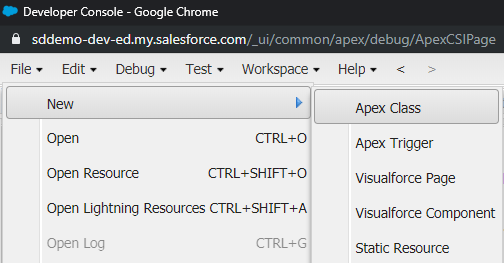 Developer Console - Google Chrome
sddemo-dev-ed.my.salesforce.com/_ui/common/apex/debug/ApexCSIPage
File Edit Debug Test Workspace Help < >
New
Apex Class
Open CTRL+O
Apex Trigger
Open Resource CTRL+SHIFT+O
Visualforce Page
Open Lightning Resources CTRL+SHIFT+A
Visualforce Component
Open Log CTRL+G
Static Resource